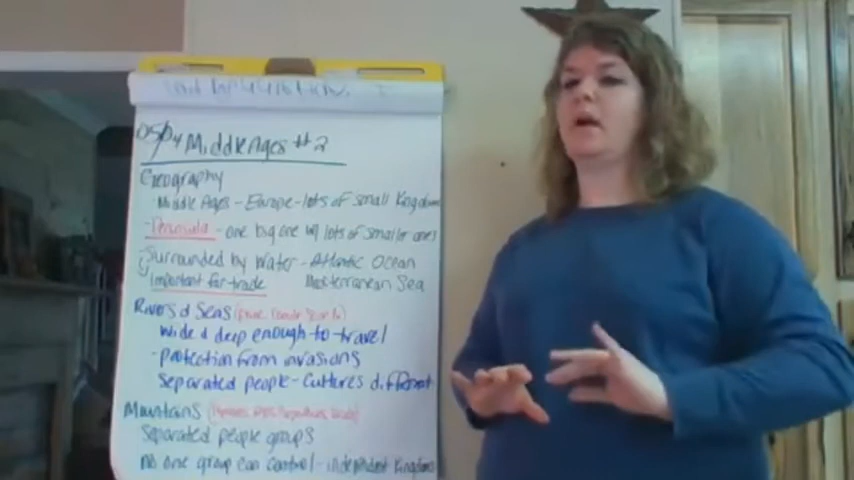 Middle Ages #2
Geography
Middle Ages - Europe - lots of small Kingdoms
- Peninsula - one big one w/ lots of smaller ones
Surrounded by Water - Atlantic Ocean
Important for trade Mediterranean Sea
Rivers & Seas
Wide & deep enough to travel
- protection from invasions
Separated people - Cultures different
Mountains
Separated people groups
no one group can control - independent Kingdoms